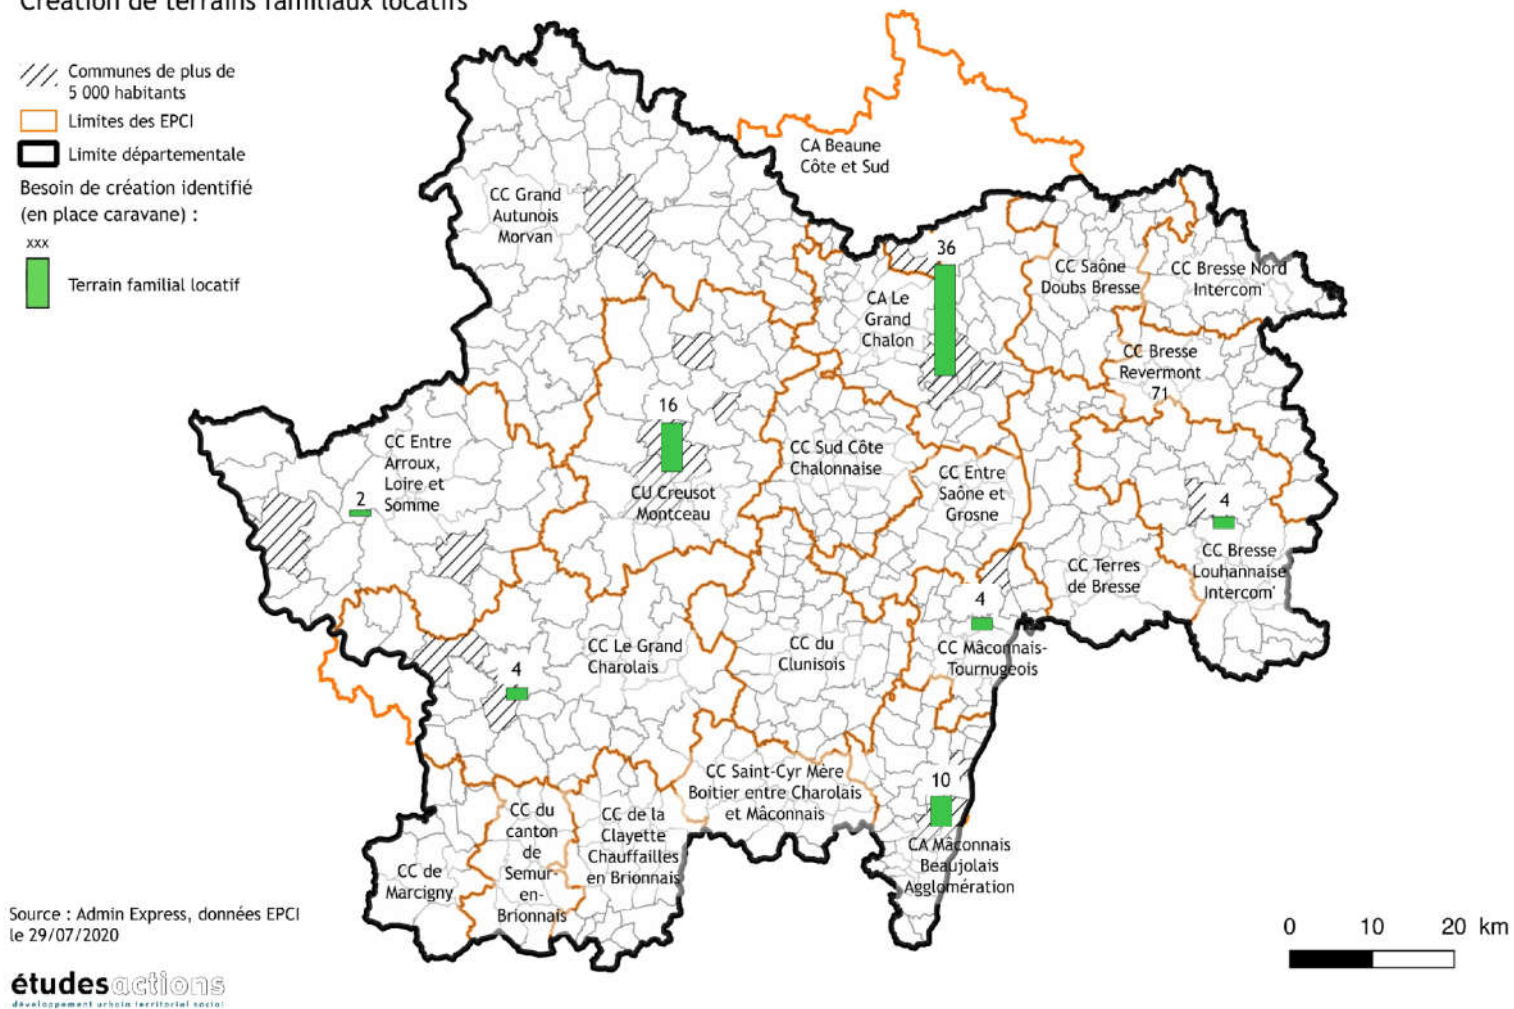 Création de terrains familiaux locatifs
Communes de plus de
5 000 habitants
Limites des EPCI
Limite départementale
Besoin de création identifié
(en place caravane) :
xxx
Terrain familial locatif
CA Beaune
Côte et Sud
CC Grand
Autunois
Morvan
36
CA Le
Grand
Chalon
CC Saône
Doubs Bresse
CC Bresse Nord
Intercom'
CC Bresse
Revermont
71
16
CU Creusot
Montceau
CC Entre
Arroux,
Loire et
Somme
2
CC Sud Côte
Chalonnaise
CC Entre
Saône et
Grosne
4
CC Bresse
Louhannaise
Intercom'
CC Terres
de Bresse
4
CC Mâconnais-
Tournugeois
CC Le Grand
Charolais
4
CC du
Clunisois
CC Saint-Cyr Mère
Boitier entre Charolais
et Mâconnais
10
CA Mâconnais
Beaujolais
Agglomération
CC de la
Clayette
Chauffailles
en Brionnais
CC du
canton
de
Semur-
en-
Brionnais
CC de
Marcigny
Source : Admin Express, données EPCI
le 29/07/2020
0 10 20 km
étudesactions
développement urbain territorial social